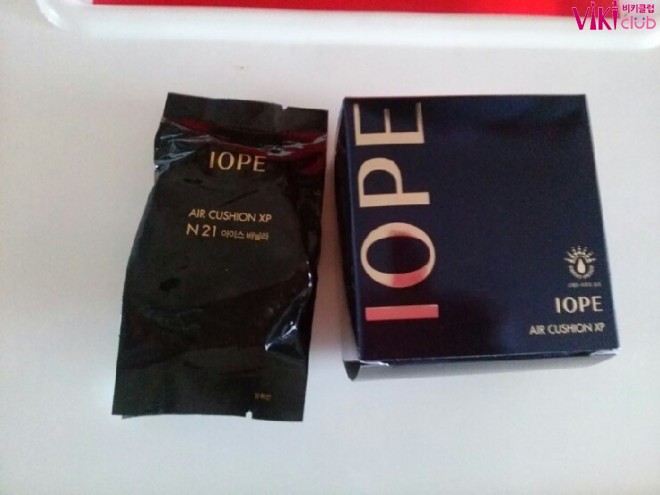 비키클럽
Viki club
IOPE
AIR CUSHION XP
N 21 아이스 바닐라
IOPE
IOPE
AIR CUSHION XP